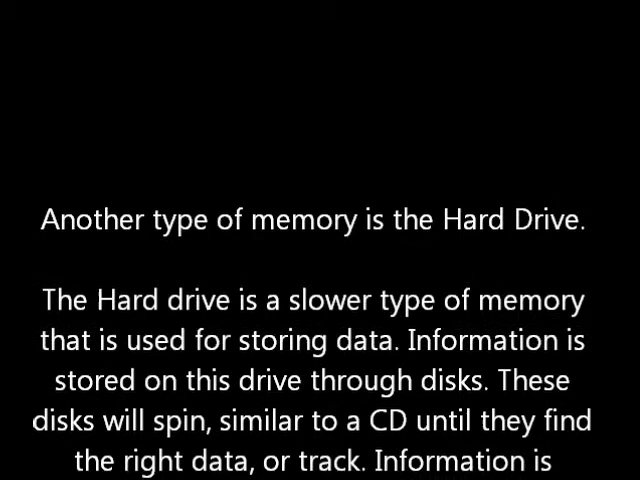 Another type of memory is the Hard Drive.
The Hard drive is a slower type of memory
that is used for storing data. Information is
stored on this drive through disks. These
disks will spin, similar to a CD until they find
the right data, or track. Information is